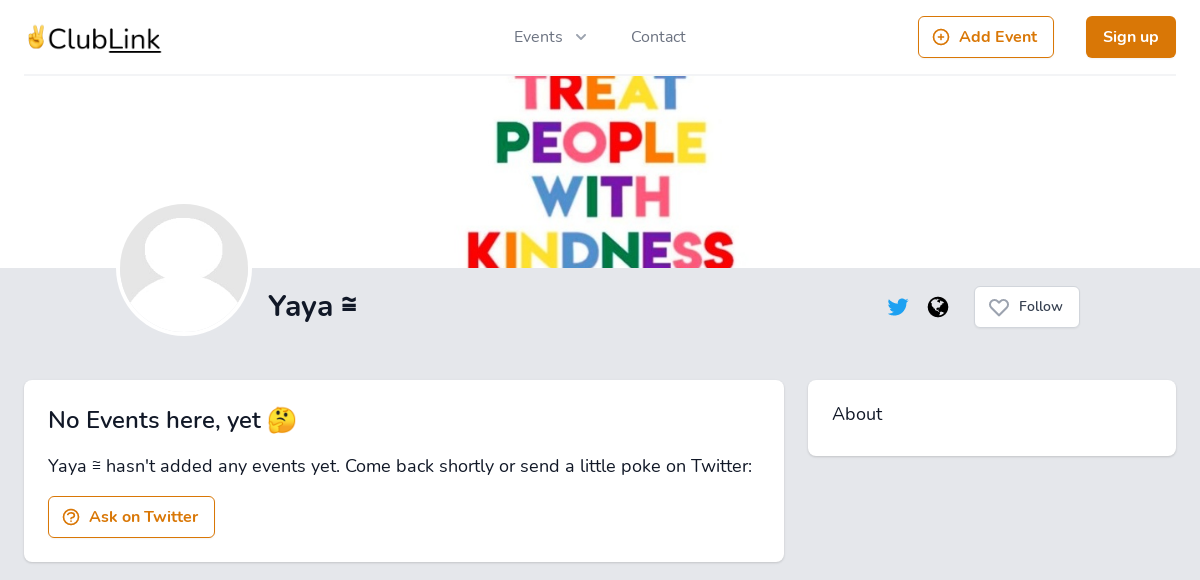 ✌️ClubLink
Events
Contact
Add Event
Sign up
TREAT
PEOPLE
WITH
KINDNESS
Yaya ≊
Follow
No Events here, yet 🤔
Yaya ≊ hasn't added any events yet. Come back shortly or send a little poke on Twitter:
Ask on Twitter
About